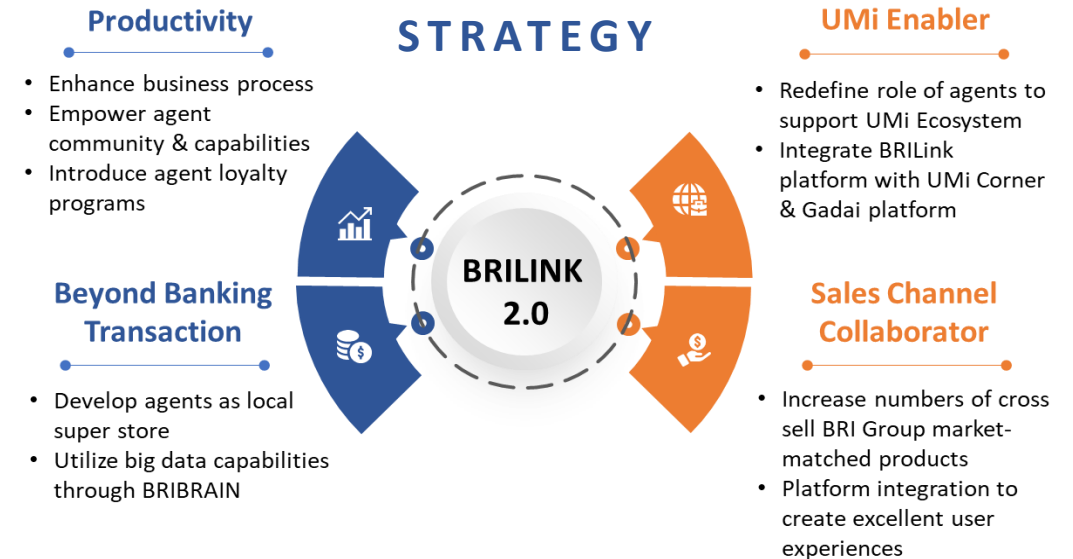 STRATEGY
Productivity
• Enhance business process
• Empower agent
community & capabilities
• Introduce agent loyalty
programs
Beyond Banking
Transaction
• Develop agents as local
super store
• Utilize big data capabilities
through BRIBRAIN
BRILINK
2.0
UMi Enabler
• Redefine role of agents to
support UMi Ecosystem
• Integrate BRILink
platform with UMi Corner
& Gadai platform
Sales Channel
Collaborator
• Increase numbers of cross
sell BRI Group market-
matched products
• Platform integration to
create excellent user
experiences